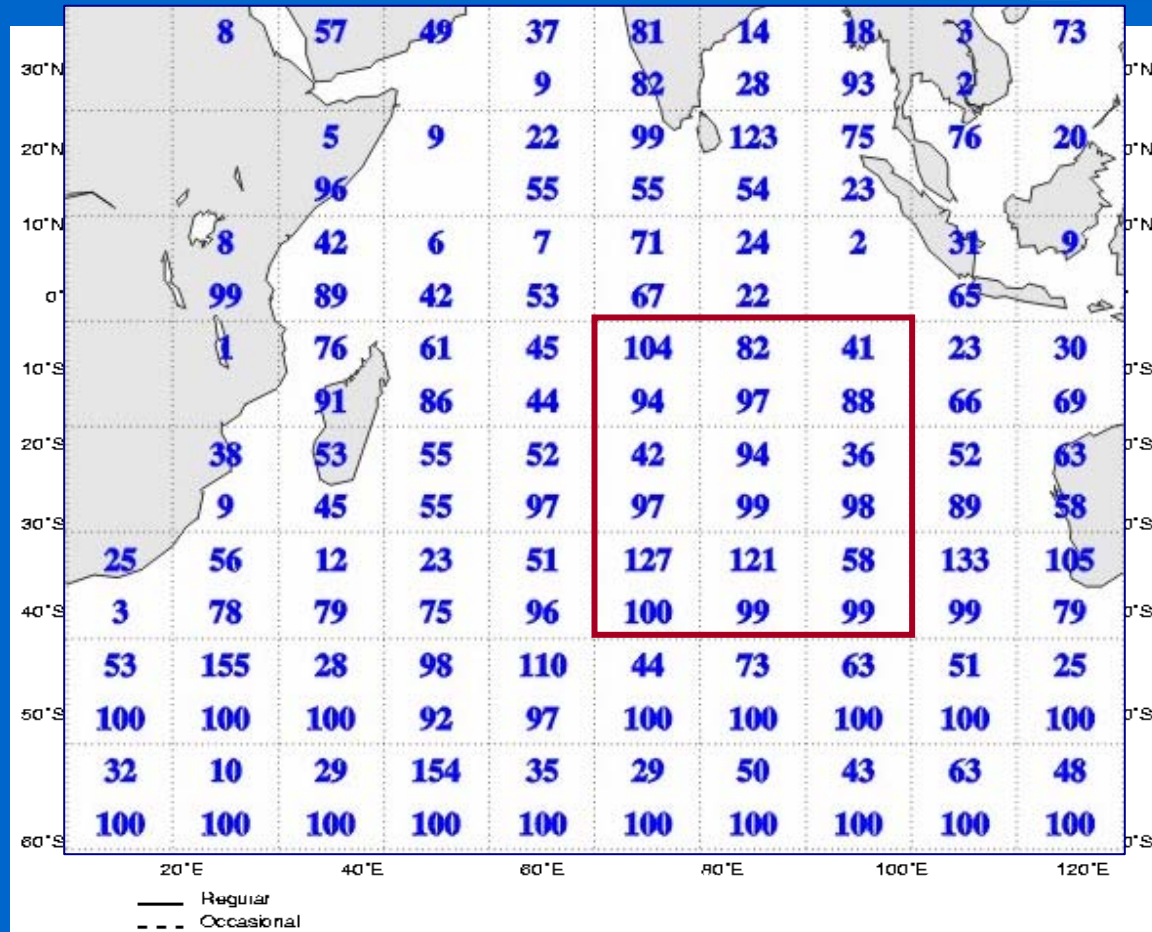 8 57 49 37 81 14 18 3 73
30°N 9 82 28 93 2 °N
20°N 5 9 22 99 123 75 76 20 °N
96 55 55 54 23
10°N 8 42 6 7 71 24 2 31 9 °N
0° 99 89 42 53 67 22 65
10°S 1 76 61 45 104 82 41 23 30 0°S
91 86 44 94 97 88 66 69
20°S 38 53 55 52 42 94 36 52 63 0°S
30°S 9 45 55 97 97 99 98 89 58 0°S
25 56 12 23 51 127 121 58 133 105
40°S 3 78 79 75 96 100 99 99 99 79 0°S
53 155 28 98 110 44 73 63 51 25
50°S 100 100 100 92 97 100 100 100 100 100 0°S
32 10 29 154 35 29 50 43 63 48
60°S 100 100 100 100 100 100 100 100 100 100 0°S
20°E 40°E 60°E 80°E 100°E 120°E
Regular
Occasional